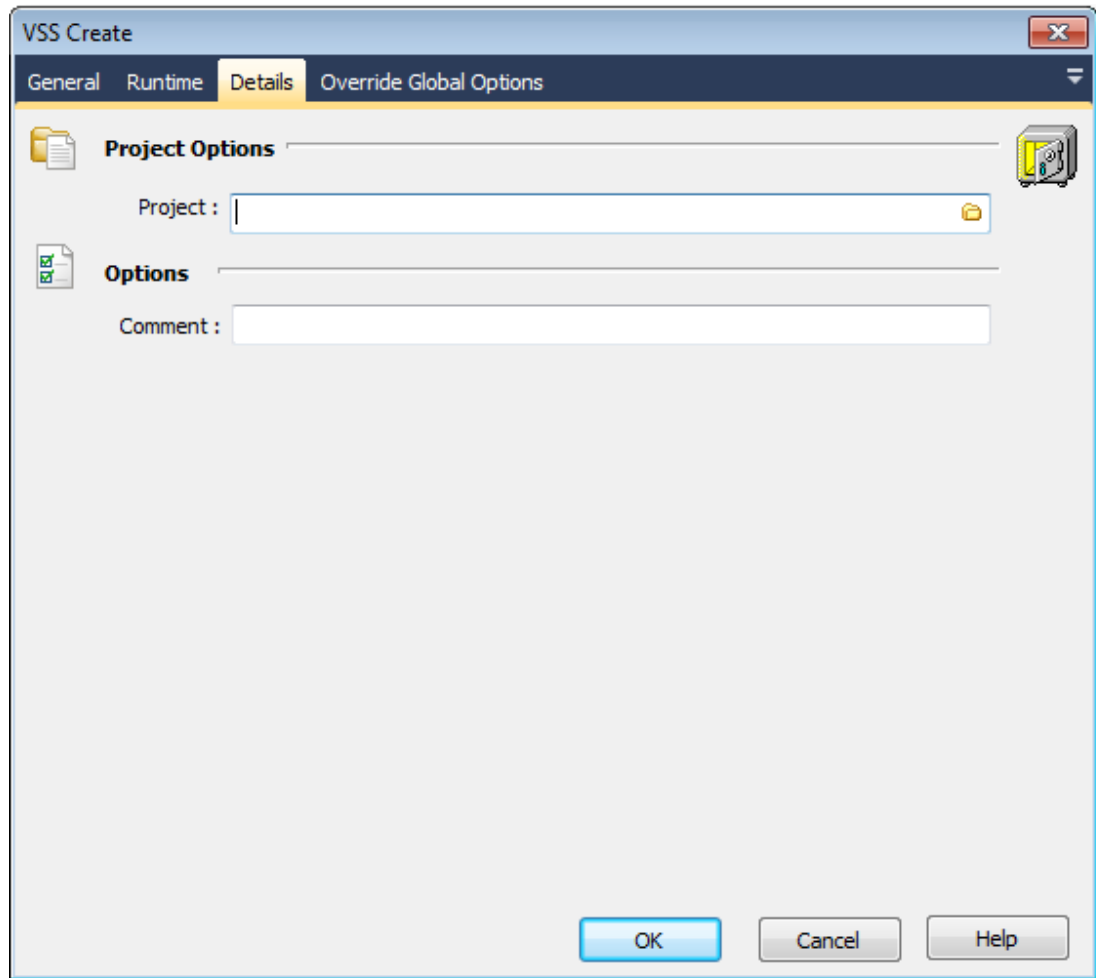 VSS Create
General Runtime Details Override Global Options
Project Options
Project :
Options
Comment :
OK Cancel Help